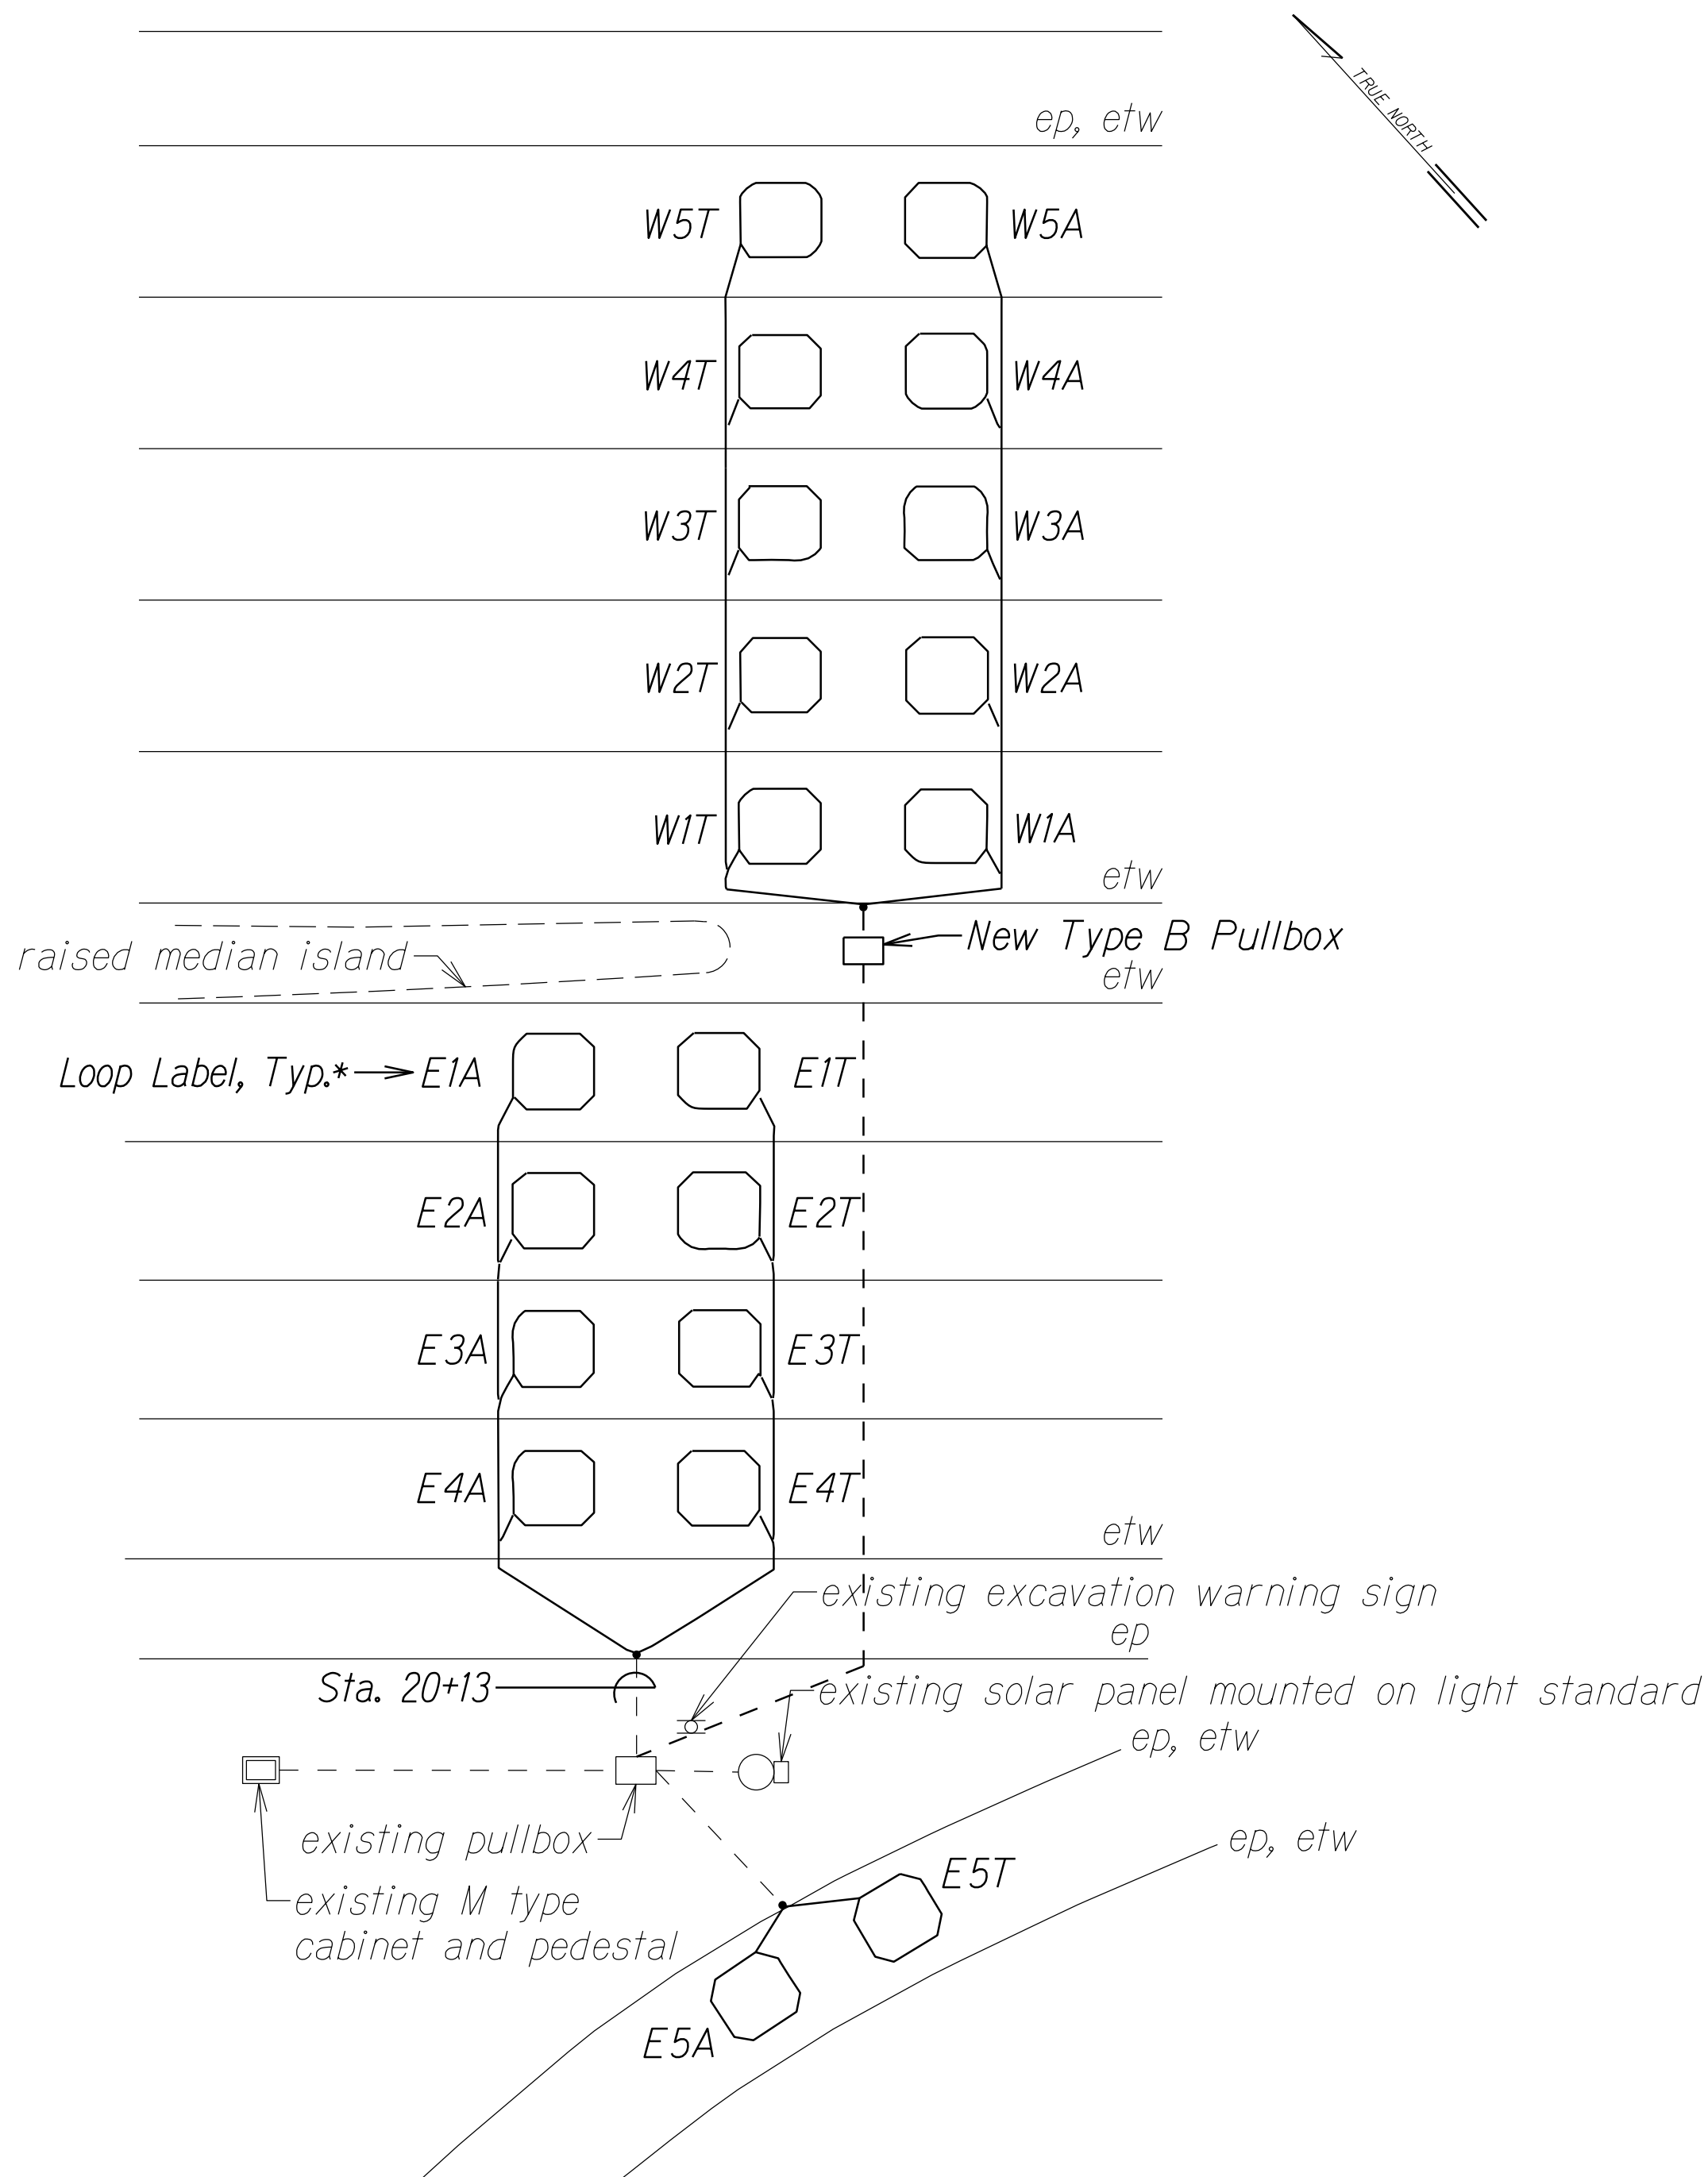 TRUE NORTH
ep, etw
W5T W5A
W4T W4A
W3T W3A
W2T W2A
W1T W1A
etw
New Type B Pullbox
raised median island
etw
Loop Label, Typ.* E1A E1T
E2A E2T
E3A E3T
E4A E4T
etw
existing excavation warning sign
ep
Sta. 20+13
existing solar panel mounted on light standard
ep, etw
existing pullbox
ep, etw
E5T
existing M type
cabinet and pedestal
E5A